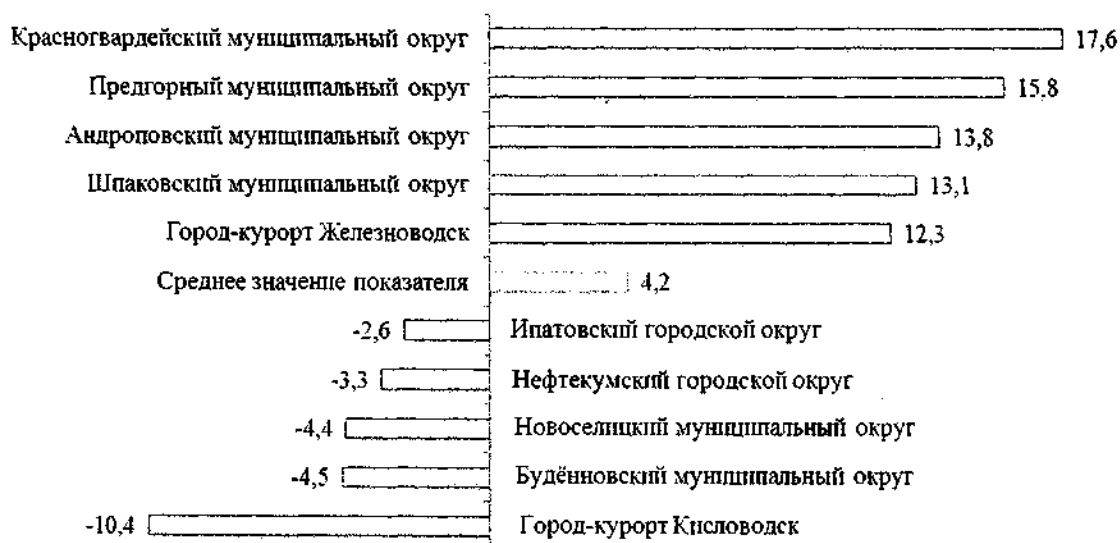 Красногвардейский муниципальный округ 17,6
Предгорный муниципальный округ 15,8
Андроповский муниципальный округ 13,8
Шпаковский муниципальный округ 13,1
Город-курорт Железноводск 12,3
Среднее значение показателя 4,2
-2,6 Ипатовский городской округ
-3,3 Нефтекумский городской округ
-4,4 Новоселицкий муниципальный округ
-4,5 Будённовский муниципальный округ
-10,4 Город-курорт Кисловодск